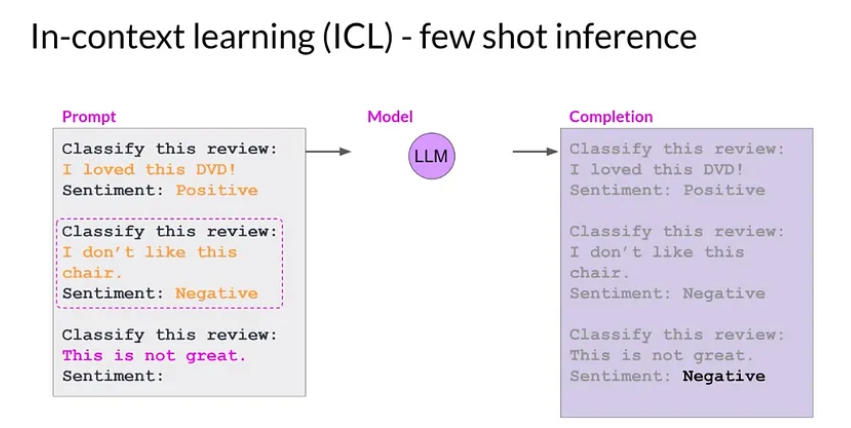 In-context learning (ICL) - few shot inference
Prompt
Classify this review:
I loved this DVD!
Sentiment: Positive
Classify this review:
I don't like this
chair.
Sentiment: Negative
Classify this review:
This is not great.
Sentiment:
Model
LLM
Completion
Classify this review:
I loved this DVD!
Sentiment: Positive
Classify this review:
I don't like this
chair.
Sentiment: Negative
Classify this review:
This is not great.
Sentiment: Negative